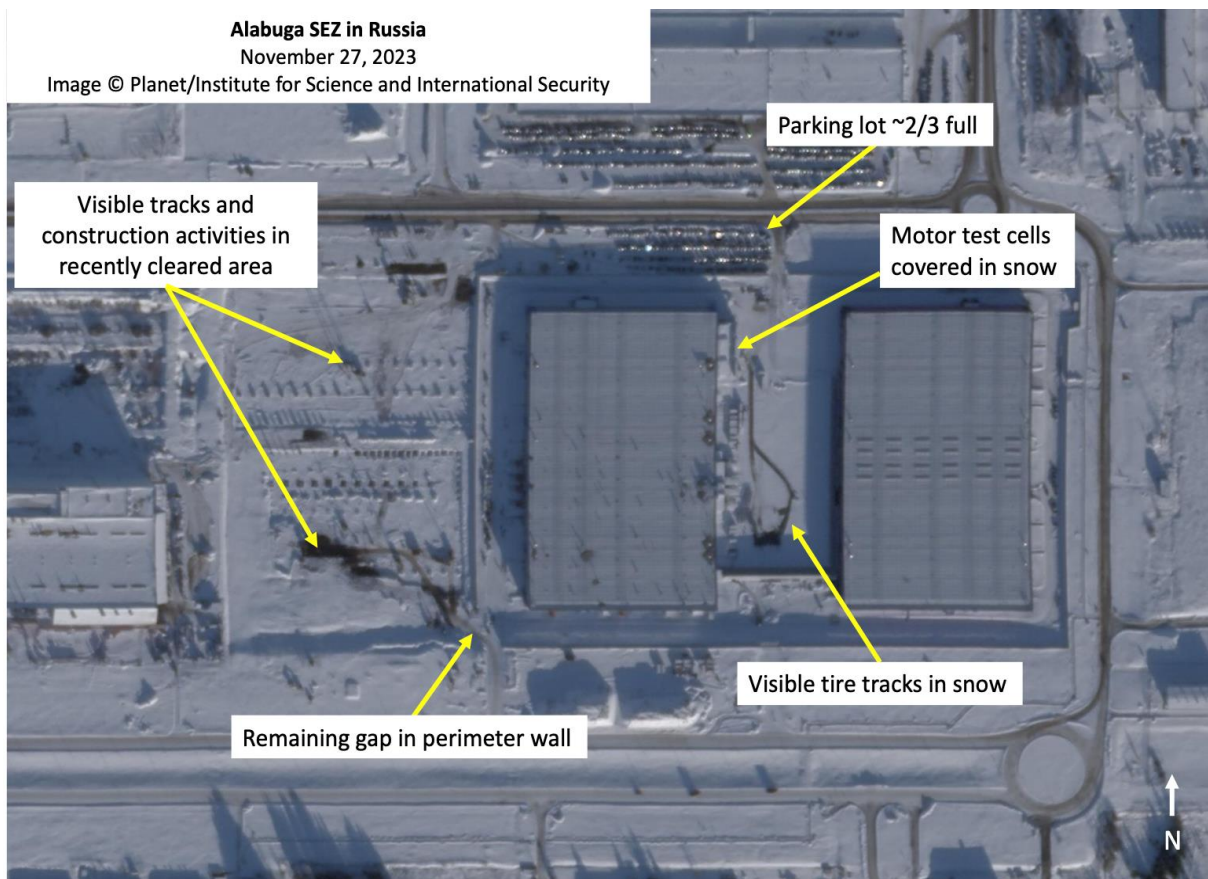 Alabuga SEZ in Russia
November 27, 2023
Image © Planet/Institute for Science and International Security
Parking lot ~2/3 full
Visible tracks and
construction activities in
recently cleared area
Motor test cells
covered in snow
Visible tire tracks in snow
Remaining gap in perimeter wall
N